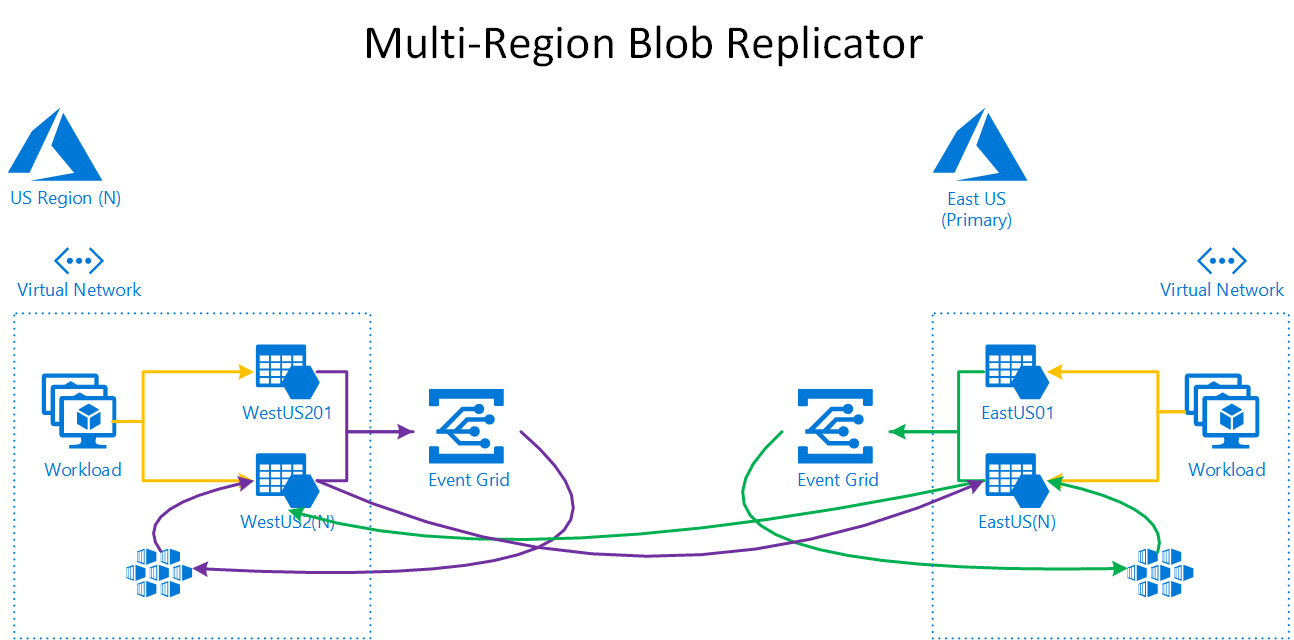 Multi-Region Blob Replicator
US Region (N)
East US
(Primary)
Virtual Network
Virtual Network
WestUS201
EastUS01
Workload
Workload
Event Grid
Event Grid
WestUS2(N)
EastUS(N)